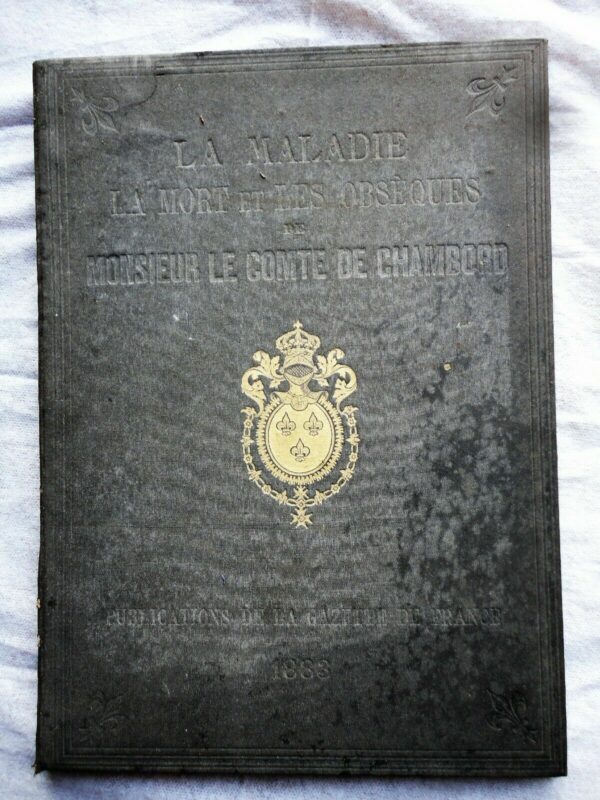 LA MALADIE
LA MORT ET LES OBSÈQUES
DE
MONSIEUR LE COMTE DE CHAMBORD
PUBLICATIONS DE LA GAZETTE DE FRANCE
1883